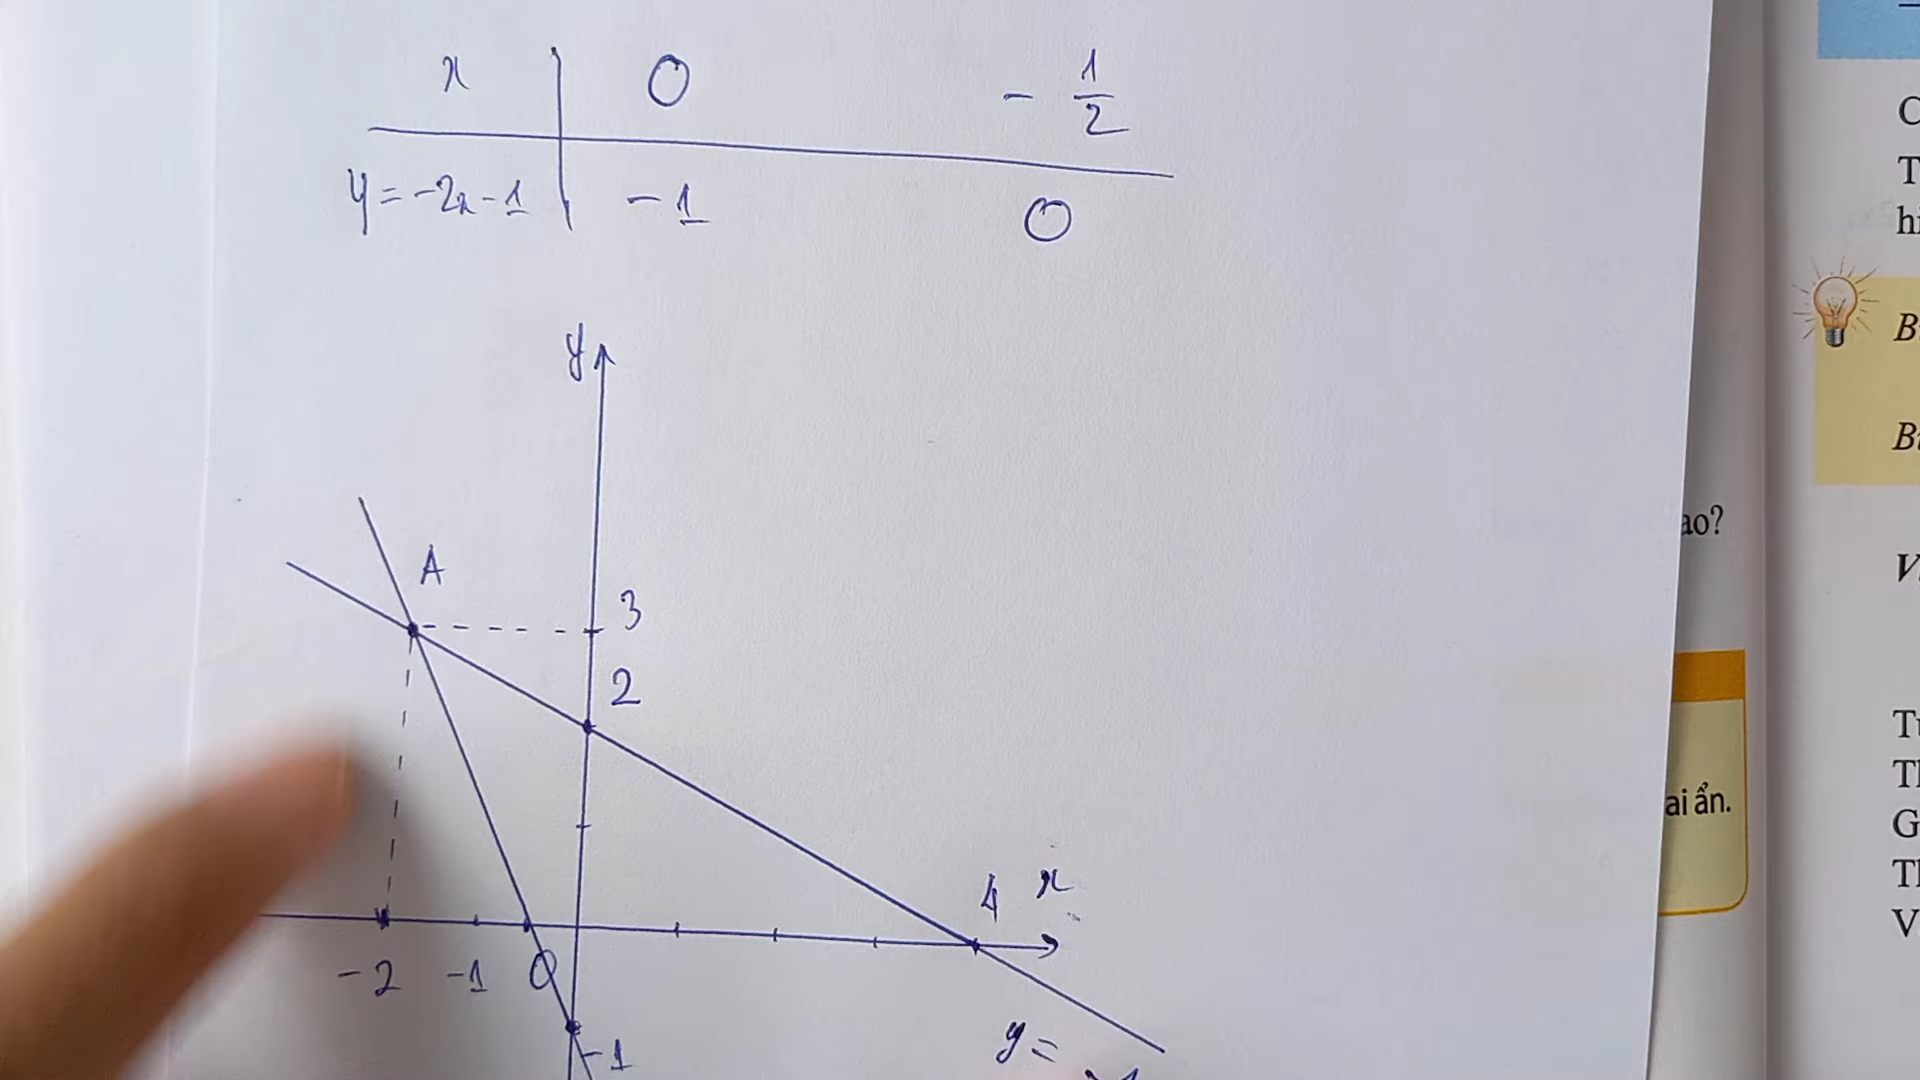 x 0 - 1/2
y = -2x - 1 -1 0
y
A
3
2
4 x
-2 -1 O
-1
y =
ao?
ai ẩn.